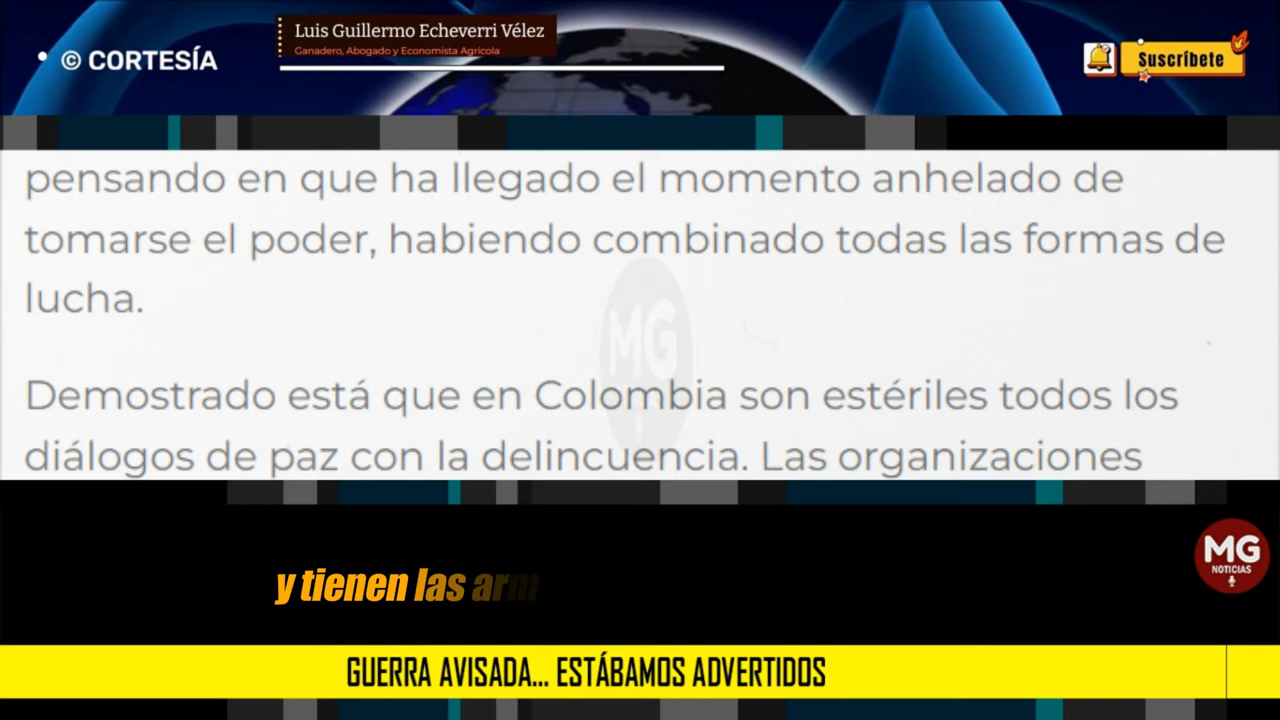 Luis Guillermo Echeverri Vélez
Ganadero, Abogado y Economista Agrícola
© CORTESÍA
Suscríbete
pensando en que ha llegado el momento anhelado de
tomarse el poder, habiendo combinado todas las formas de
lucha.
MG
Demostrado está que en Colombia son estériles todos los
diálogos de paz con la delincuencia. Las organizaciones
y tienen las arm
MG
NOTICIAS
GUERRA AVISADA... ESTÁBAMOS ADVERTIDOS